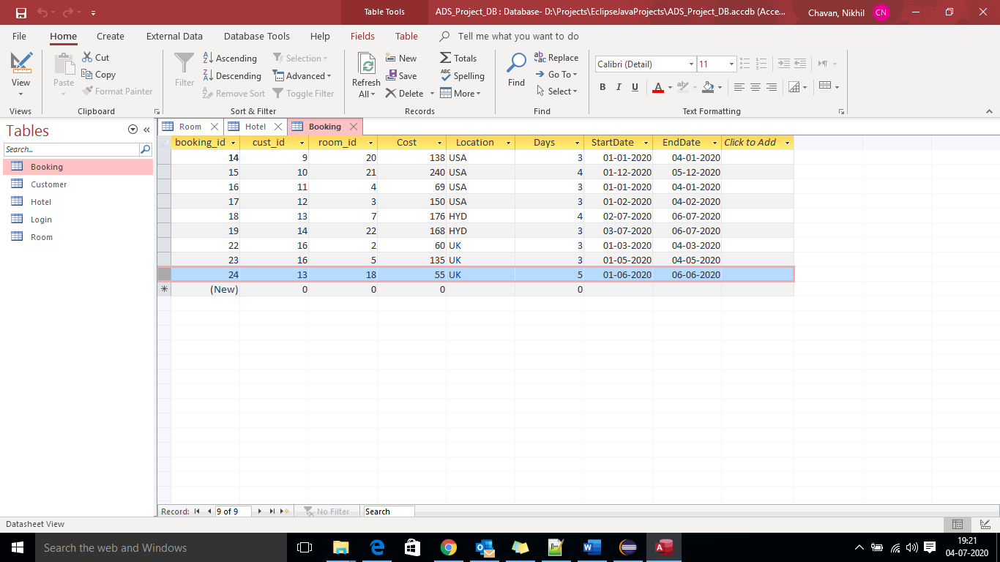 Table Tools ADS_Project_DB : Database- D:\Projects\EclipseJavaProjects\ADS_Project_DB.accdb (Acce... Chavan, Nikhil CN
File Home Create External Data Database Tools Help Fields Table Tell me what you want to do
View
Views
Paste
Cut
Copy
Format Painter
Clipboard
Filter
Ascending
Descending
Remove Sort
Selection
Advanced
Toggle Filter
Sort & Filter
Refresh
All
New
Save
Delete
Totals
Spelling
More
Records
Find
Replace
Go To
Select
Find
Calibri (Detail) 11
B I U A ab
Text Formatting
Tables
Search...
Booking
Customer
Hotel
Login
Room
Room Hotel Booking
booking_id cust_id room_id Cost Location Days StartDate EndDate Click to Add
14 9 20 138 USA 3 01-01-2020 04-01-2020
15 10 21 240 USA 4 01-12-2020 05-12-2020
16 11 4 69 USA 3 01-01-2020 04-01-2020
17 12 3 150 USA 3 01-02-2020 04-02-2020
18 13 7 176 HYD 4 02-07-2020 06-07-2020
19 14 22 168 HYD 3 03-07-2020 06-07-2020
22 16 2 60 UK 3 01-03-2020 04-03-2020
23 16 5 135 UK 3 01-05-2020 04-05-2020
24 13 18 55 UK 5 01-06-2020 06-06-2020
(New) 0 0 0 0
Record: 9 of 9 No Filter Search
Datasheet View
Search the web and Windows
19:21
04-07-2020